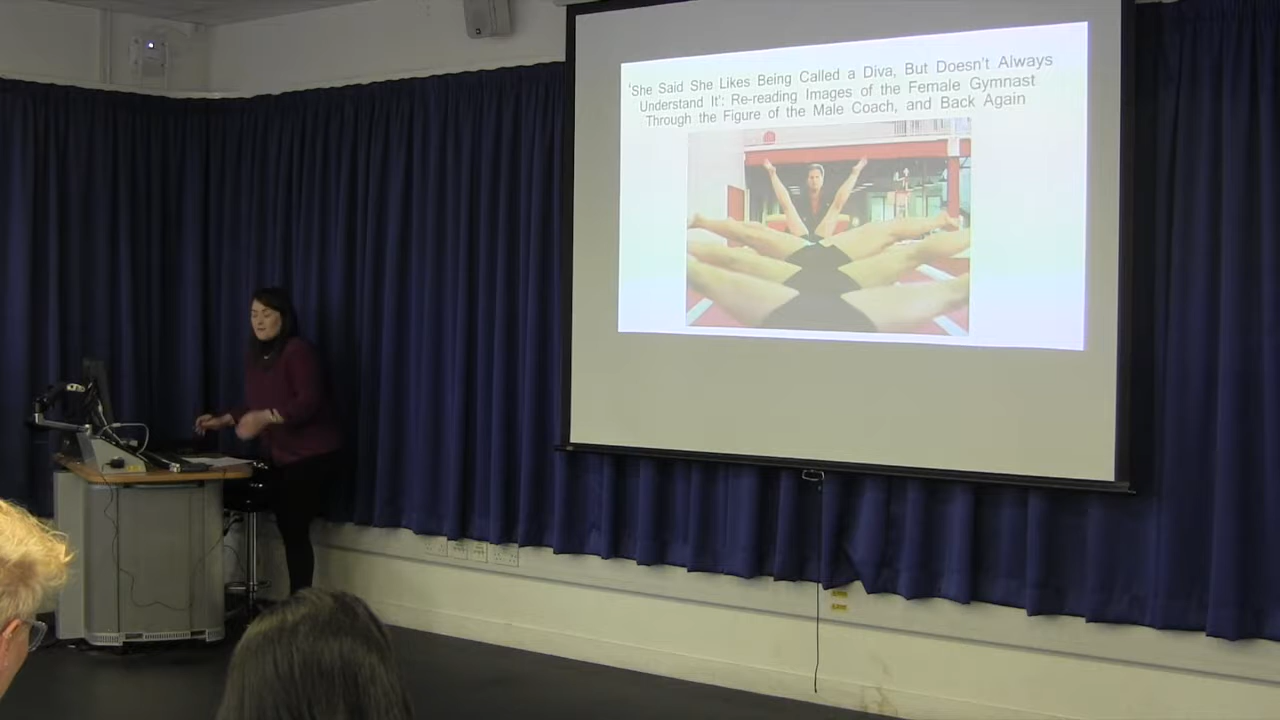 'She Said She Likes Being Called a Diva, But Doesn't Always
Understand It': Re-reading Images of the Female Gymnast
Through the Figure of the Male Coach, and Back Again